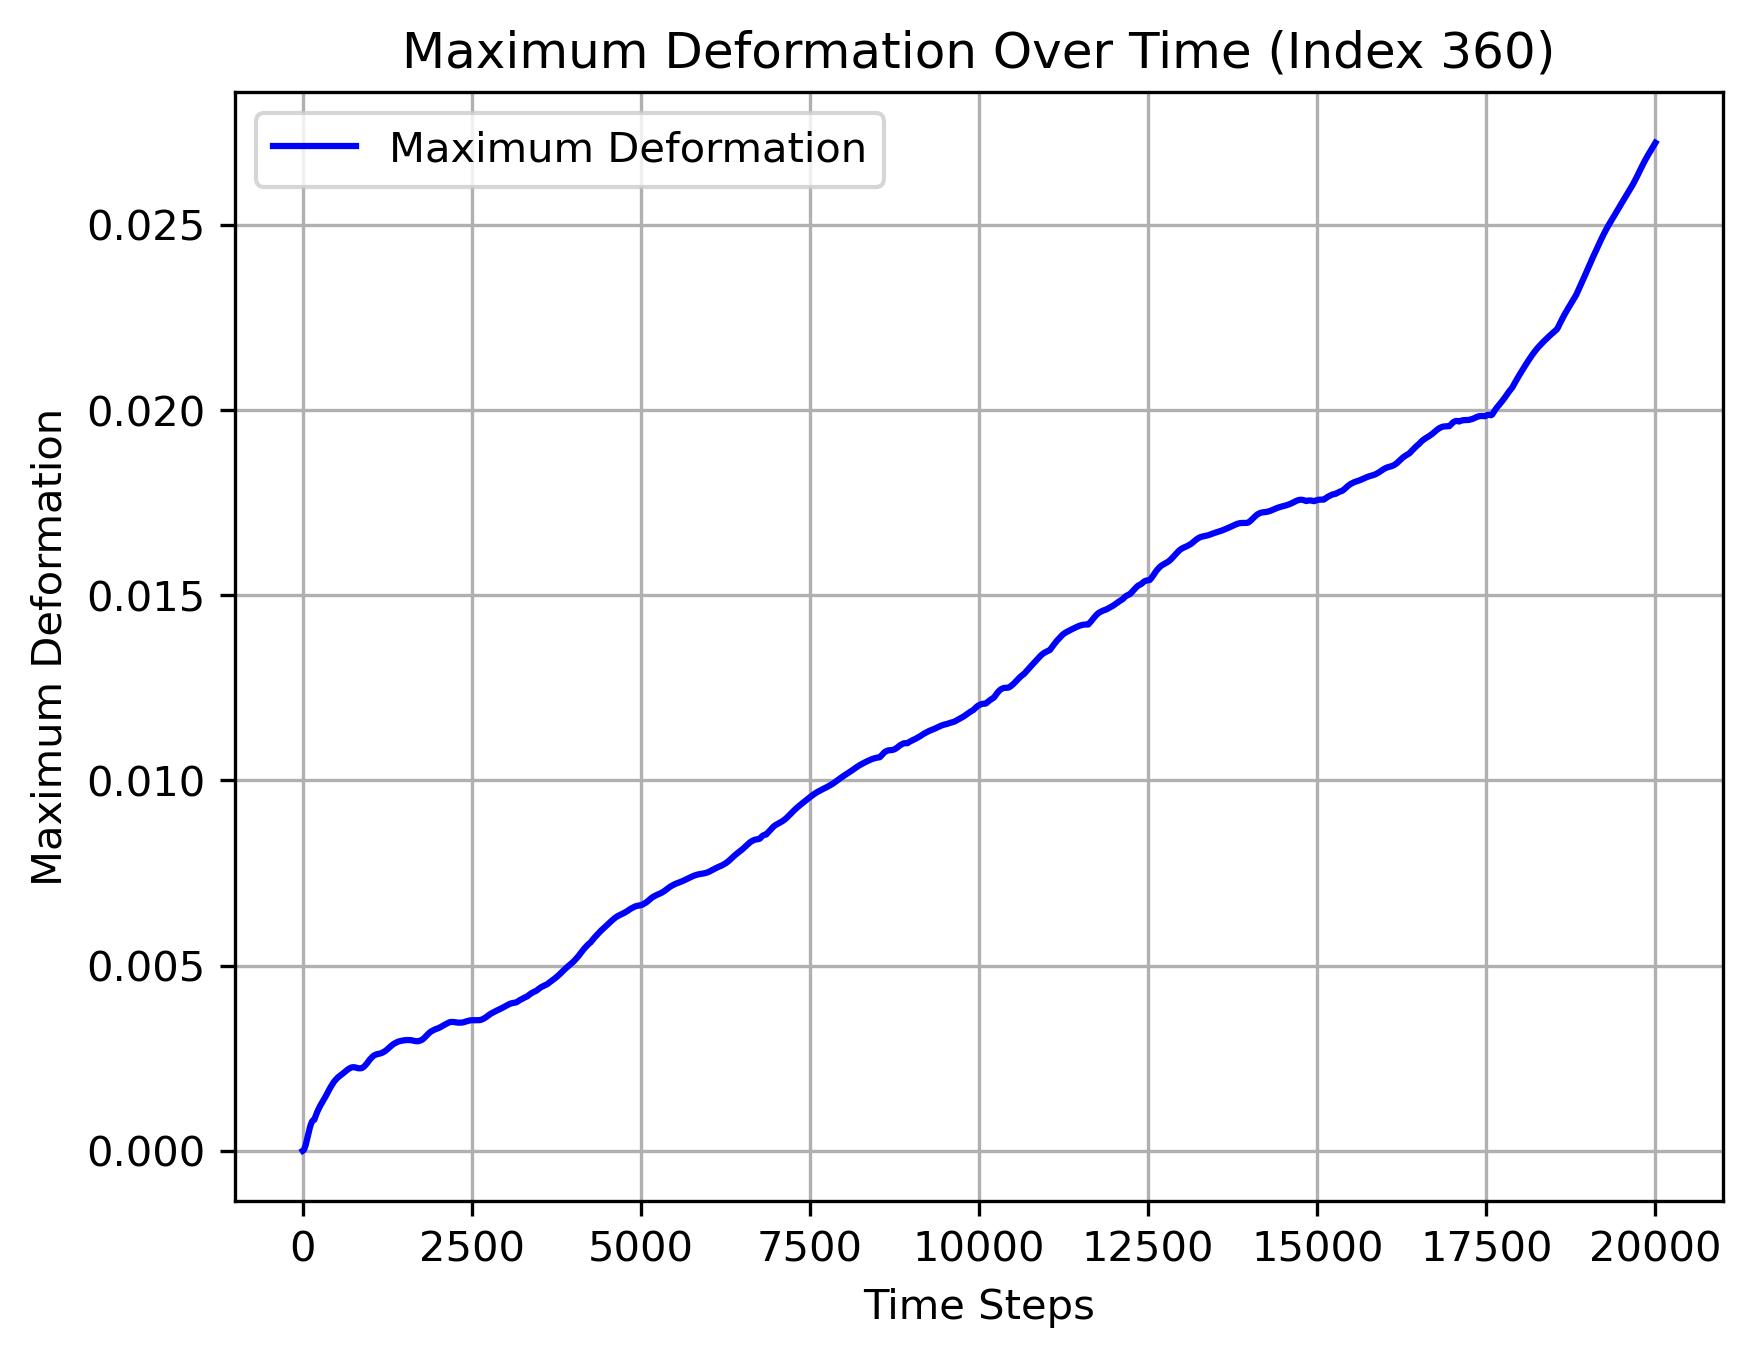 Maximum Deformation Over Time (Index 360)
Maximum Deformation
Maximum Deformation
0.025
0.020
0.015
0.010
0.005
0.000
0 2500 5000 7500 10000 12500 15000 17500 20000
Time Steps